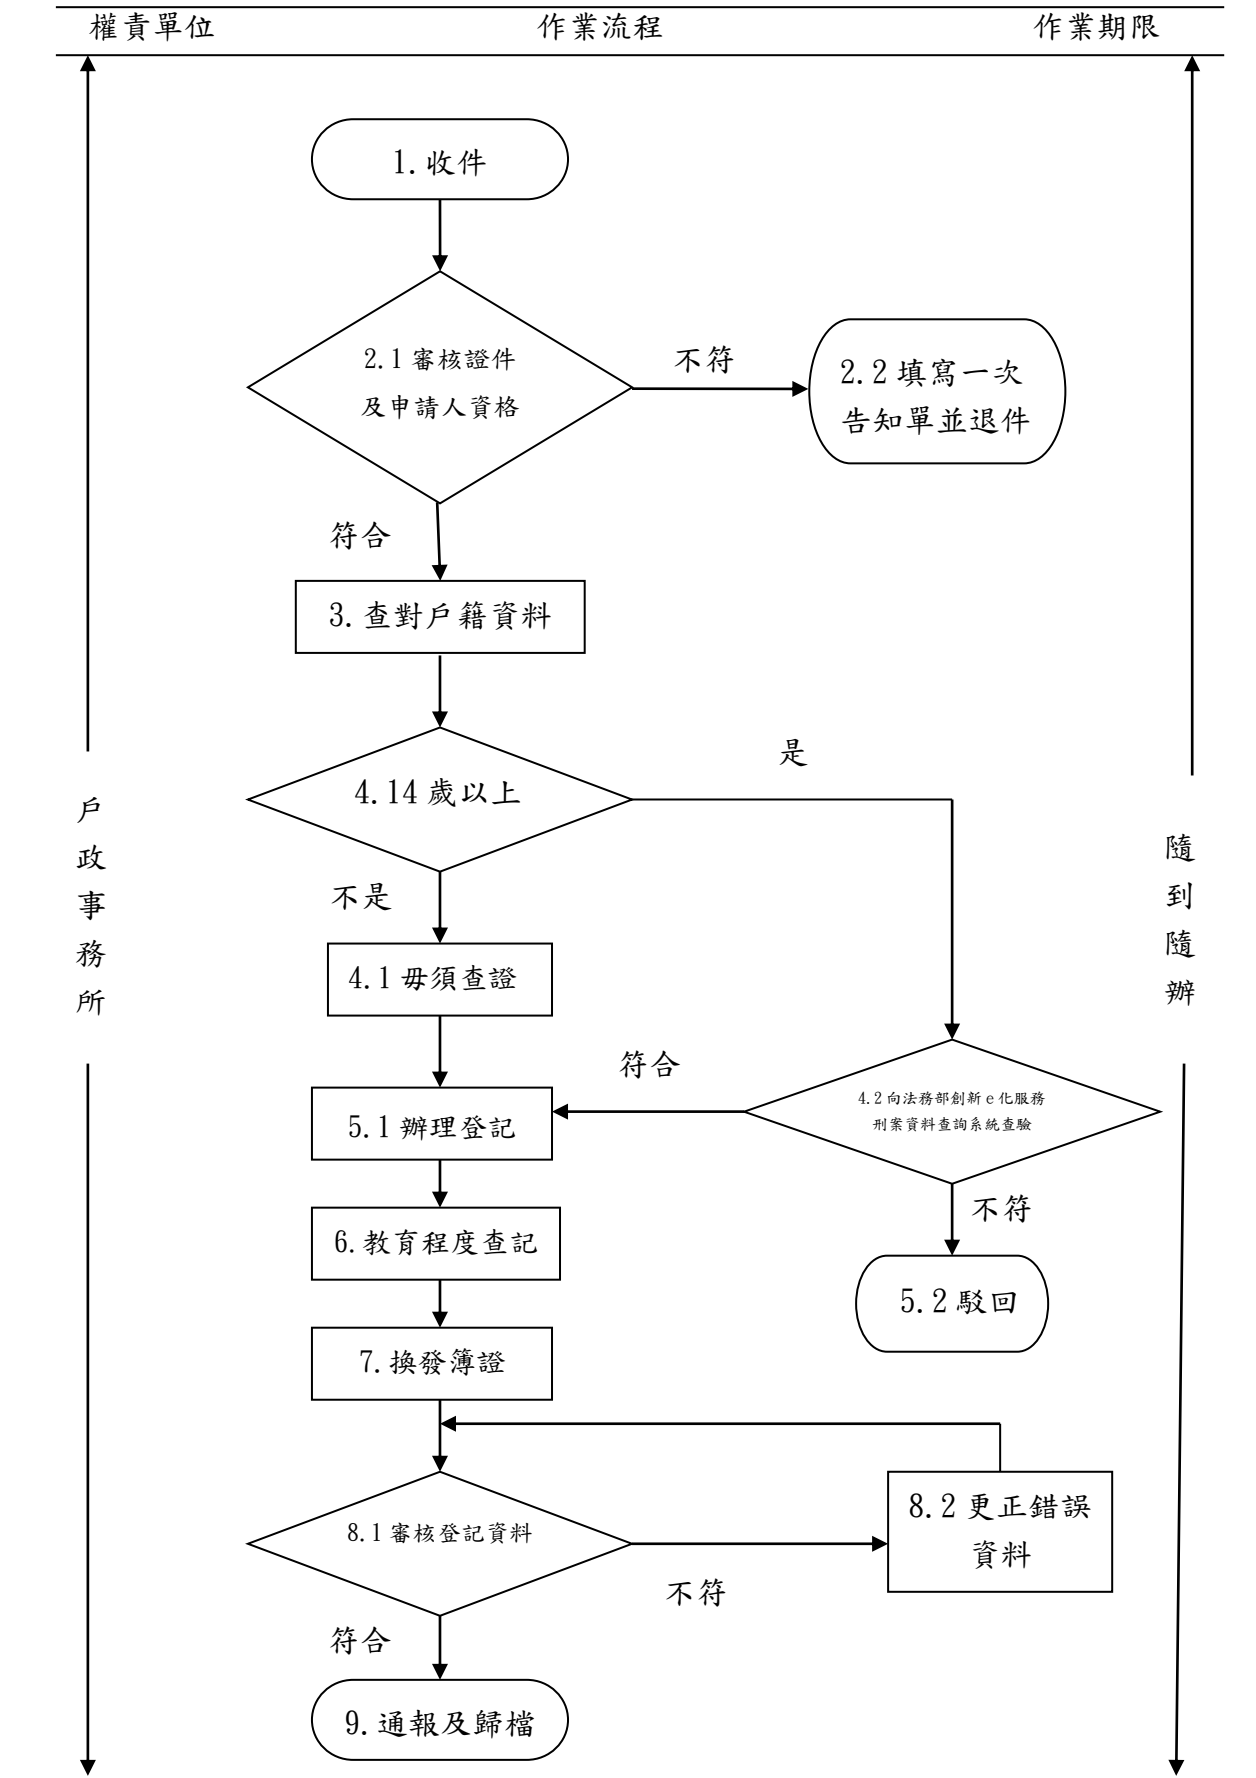 權責單位
作業流程
作業期限
1.收件
2.1審核證件
及申請人資格
不符
2.2填寫一次
告知單並退件
符合
3.查對戶籍資料
4.14歲以上
是
不是
戶
政
事
務
所
隨
到
隨
辦
4.1毋須查證
4.2向法務部創新e化服務
刑案資料查詢系統查驗
符合
5.1辦理登記
不符
5.2駁回
6.教育程度查記
7.換發簿證
8.1審核登記資料
不符
8.2更正錯誤
資料
符合
9.通報及歸檔